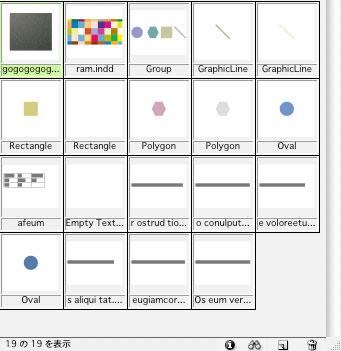 gogogogog...
ram.indd
Group
GraphicLine
GraphicLine
Rectangle
Rectangle
Polygon
Polygon
Oval
afeum
Empty Text...
r ostrud tio...
o conulput...
e voloreetu...
Oval
s aliqui tat....
eugiamcor...
Os eum ver...
19 の 19 を表示